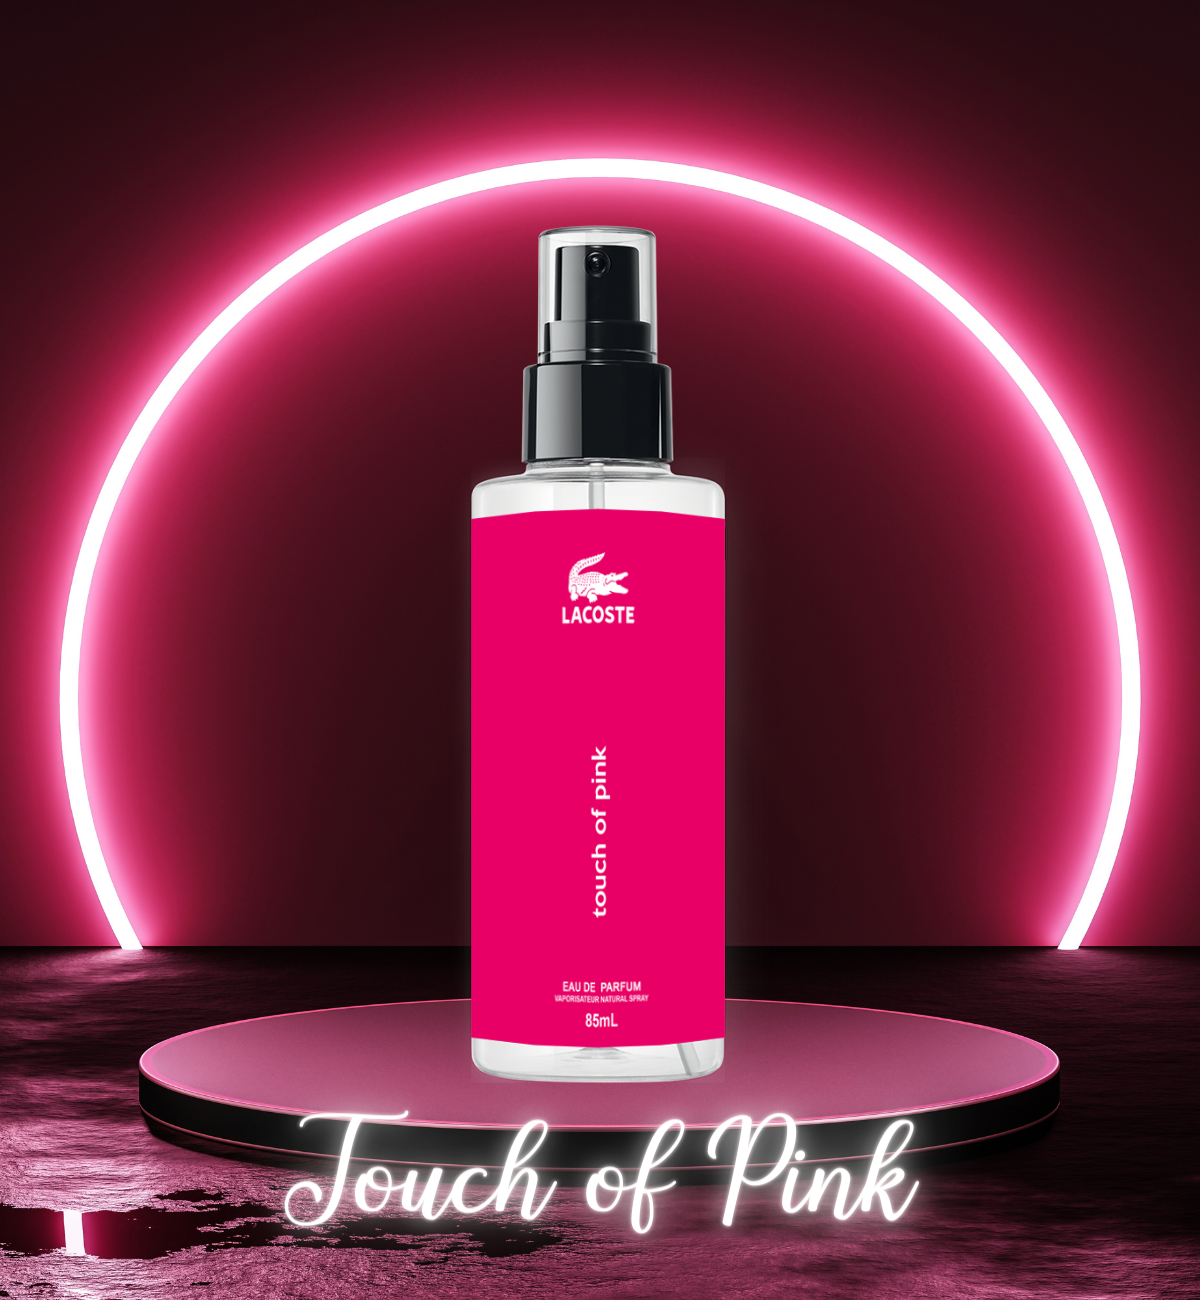 LACOSTE
touch of pink
EAU DE PARFUM
VAPORISATEUR NATURAL SPRAY
85mL
Touch of Pink